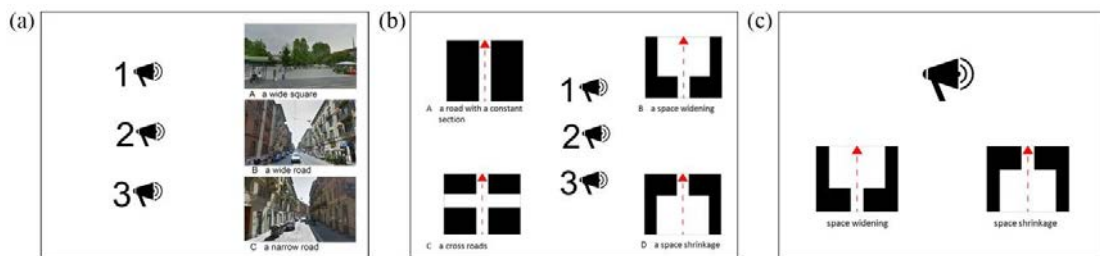 (a)
1
2
3
A a wide square
B a wide road
C a narrow road
(b)
A a road with a constant
section
B a space widening
1
2
3
C a cross roads
D a space shrinkage
(c)
space widening
space shrinkage